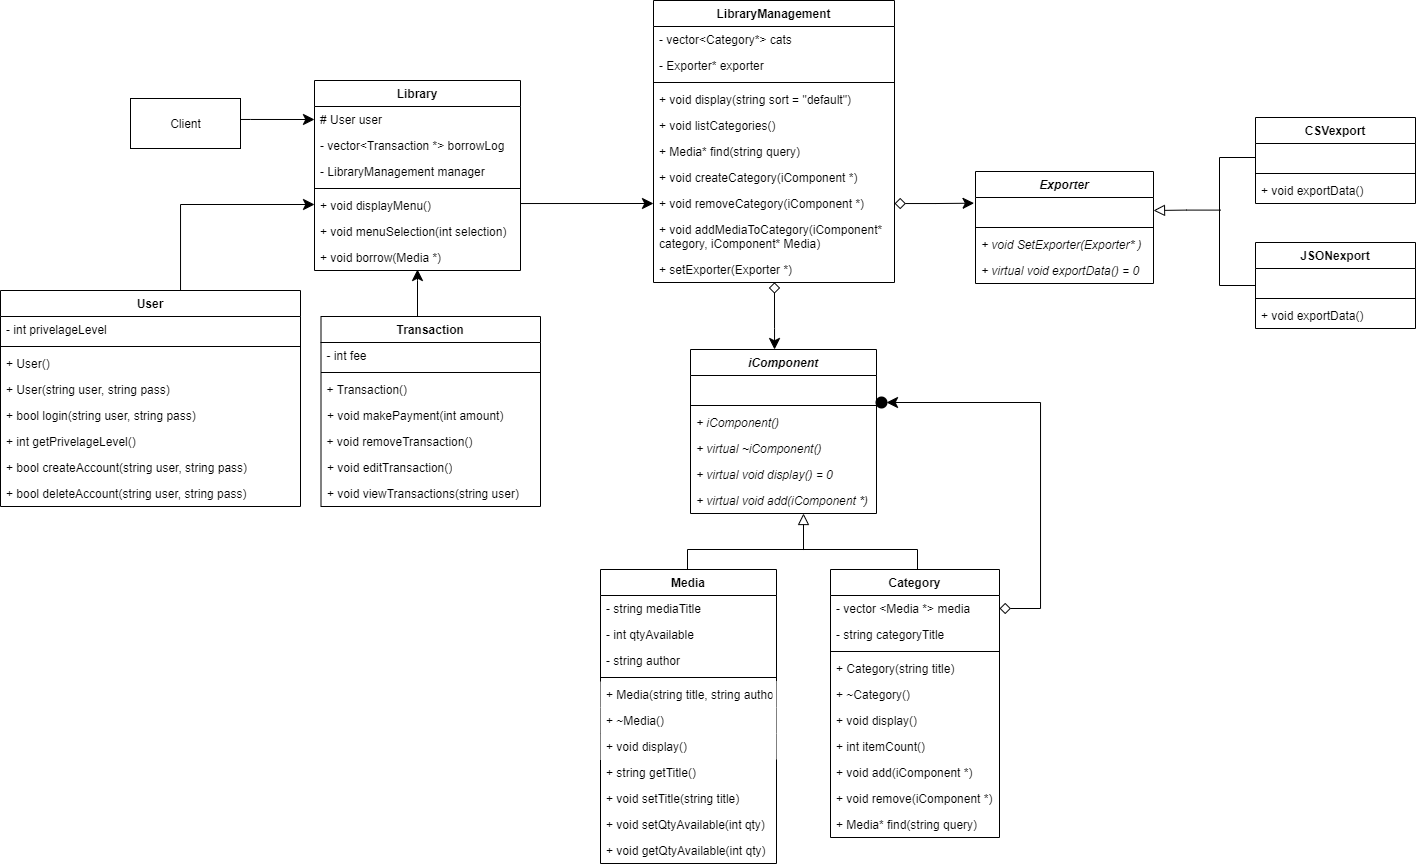 LibraryManagement
- vector<Category*> cats
- Exporter* exporter
+ void display(string sort = "default")
+ void listCategories()
+ Media* find(string query)
+ void createCategory(iComponent *)
+ void removeCategory(iComponent *)
+ void addMediaToCategory(iComponent*
category, iComponent* Media)
+ setExporter(Exporter *)
Client
Library
# User user
- vector<Transaction *> borrowLog
- LibraryManagement manager
+ void displayMenu()
+ void menuSelection(int selection)
+ void borrow(Media *)
Exporter
+ void SetExporter(Exporter* )
+ virtual void exportData() = 0
CSVexport
+ void exportData()
JSONexport
+ void exportData()
User
- int privelageLevel
+ User()
+ User(string user, string pass)
+ bool login(string user, string pass)
+ int getPrivelageLevel()
+ bool createAccount(string user, string pass)
+ bool deleteAccount(string user, string pass)
Transaction
- int fee
+ Transaction()
+ void makePayment(int amount)
+ void removeTransaction()
+ void editTransaction()
+ void viewTransactions(string user)
iComponent
+ iComponent()
+ virtual ~iComponent()
+ virtual void display() = 0
+ virtual void add(iComponent *)
Media
- string mediaTitle
- int qtyAvailable
- string author
+ Media(string title, string autho
+ ~Media()
+ void display()
+ string getTitle()
+ void setTitle(string title)
+ void setQtyAvailable(int qty)
+ void getQtyAvailable(int qty)
Category
- vector <Media *> media
- string categoryTitle
+ Category(string title)
+ ~Category()
+ void display()
+ int itemCount()
+ void add(iComponent *)
+ void remove(iComponent *)
+ Media* find(string query)